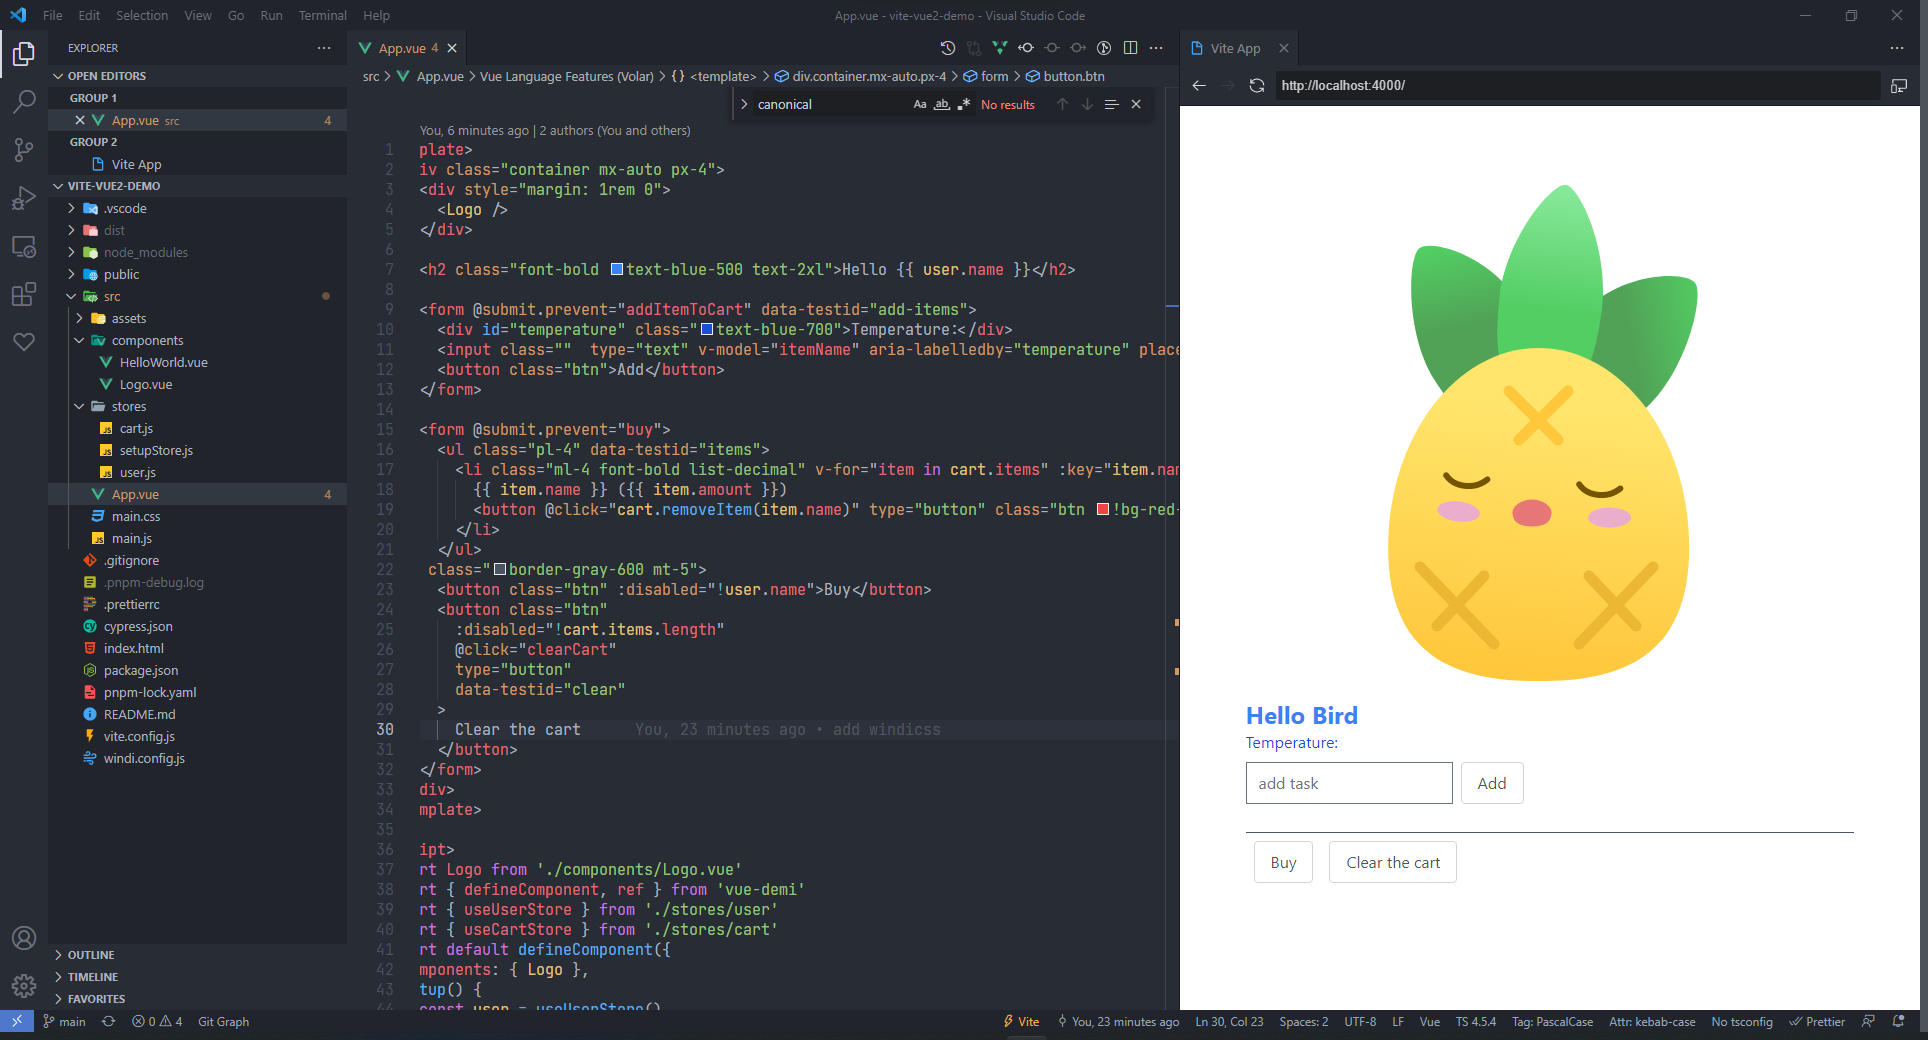 File Edit Selection View Go Run Terminal Help
App.vue - vite-vue2-demo - Visual Studio Code
EXPLORER
OPEN EDITORS
GROUP 1
App.vue src 4
GROUP 2
Vite App
VITE-VUE2-DEMO
.vscode
dist
node_modules
public
src
assets
components
HelloWorld.vue
Logo.vue
stores
cart.js
setupStore.js
user.js
App.vue 4
main.css
main.js
.gitignore
.pnpm-debug.log
.prettierrc
cypress.json
index.html
package.json
pnpm-lock.yaml
README.md
vite.config.js
windi.config.js
OUTLINE
TIMELINE
FAVORITES
App.vue 4
src > App.vue > Vue Language Features (Volar) > {} <template> > div.container.mx-auto.px-4 > form > button.btn
canonical Aa ab .* No results
You, 6 minutes ago | 2 authors (You and others)
1 plate>
2 iv class="container mx-auto px-4">
3 <div style="margin: 1rem 0">
4 <Logo />
5 </div>
6
7 <h2 class="font-bold text-blue-500 text-2xl">Hello {{ user.name }}</h2>
8
9 <form @submit.prevent="addItemToCart" data-testid="add-items">
10 <div id="temperature" class="text-blue-700">Temperature:</div>
11 <input class="" type="text" v-model="itemName" aria-labelledby="temperature" place
12 <button class="btn">Add</button>
13 </form>
14
15 <form @submit.prevent="buy">
16 <ul class="pl-4" data-testid="items">
17 <li class="ml-4 font-bold list-decimal" v-for="item in cart.items" :key="item.nam
18 {{ item.name }} ({{ item.amount }})
19 <button @click="cart.removeItem(item.name)" type="button" class="btn !bg-red-
20 </li>
21 </ul>
22 class="border-gray-600 mt-5">
23 <button class="btn" :disabled="!user.name">Buy</button>
24 <button class="btn"
25 :disabled="!cart.items.length"
26 @click="clearCart"
27 type="button"
28 data-testid="clear"
29 >
30 Clear the cart You, 23 minutes ago • add windicss
31 </button>
32 </form>
33 div>
34 mplate>
35
36 ipt>
37 rt Logo from './components/Logo.vue'
38 rt { defineComponent, ref } from 'vue-demi'
39 rt { useUserStore } from './stores/user'
40 rt { useCartStore } from './stores/cart'
41 rt default defineComponent({
42 mponents: { Logo },
43 tup() {
44 const user = useUserStore()
Vite App
http://localhost:4000/
Hello Bird
Temperature:
add task
Add
Buy
Clear the cart
main 0 4 Git Graph
Vite You, 23 minutes ago Ln 30, Col 23 Spaces: 2 UTF-8 LF Vue TS 4.5.4 Tag: PascalCase Attr: kebab-case No tsconfig Prettier